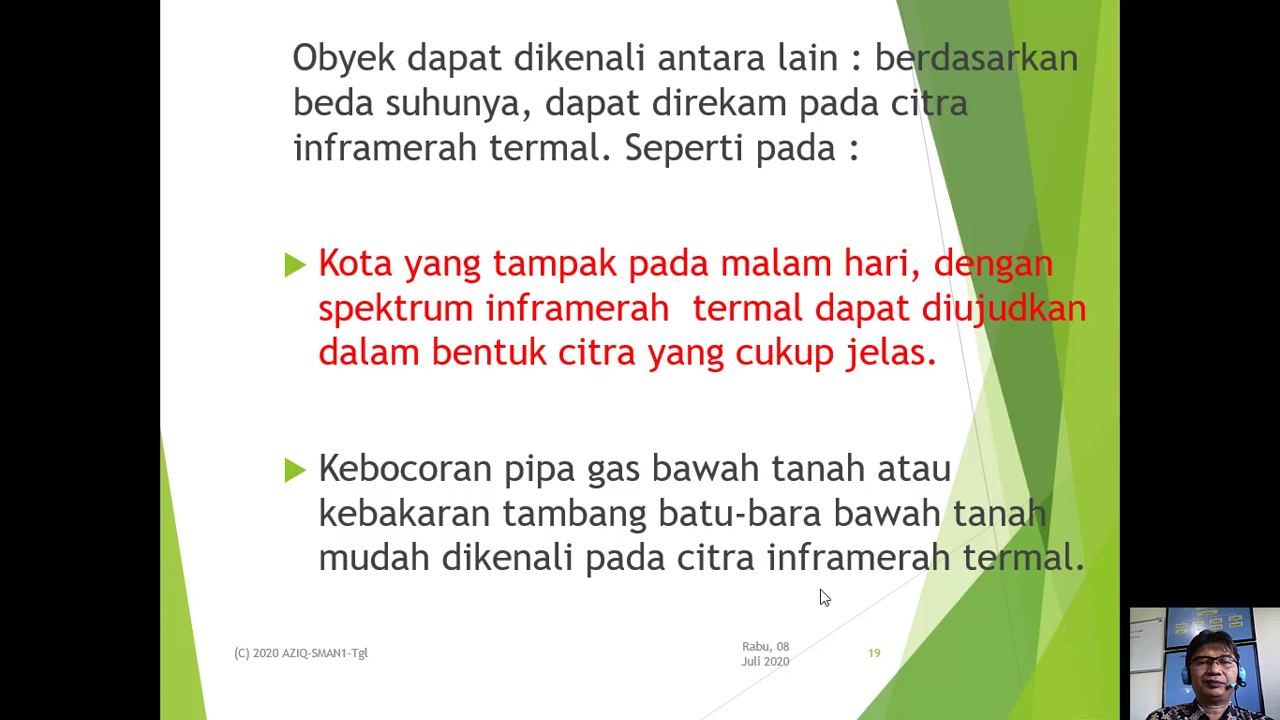 Obyek dapat dikenali antara lain : berdasarkan
beda suhunya, dapat direkam pada citra
inframerah termal. Seperti pada :
Kota yang tampak pada malam hari, dengan
spektrum inframerah  termal dapat diujudkan
dalam bentuk citra yang cukup jelas.
Kebocoran pipa gas bawah tanah atau
kebakaran tambang batu-bara bawah tanah
mudah dikenali pada citra inframerah termal.
(C) 2020 AZIQ-SMAN1-Tgl
Rabu, 08
Juli 2020
19